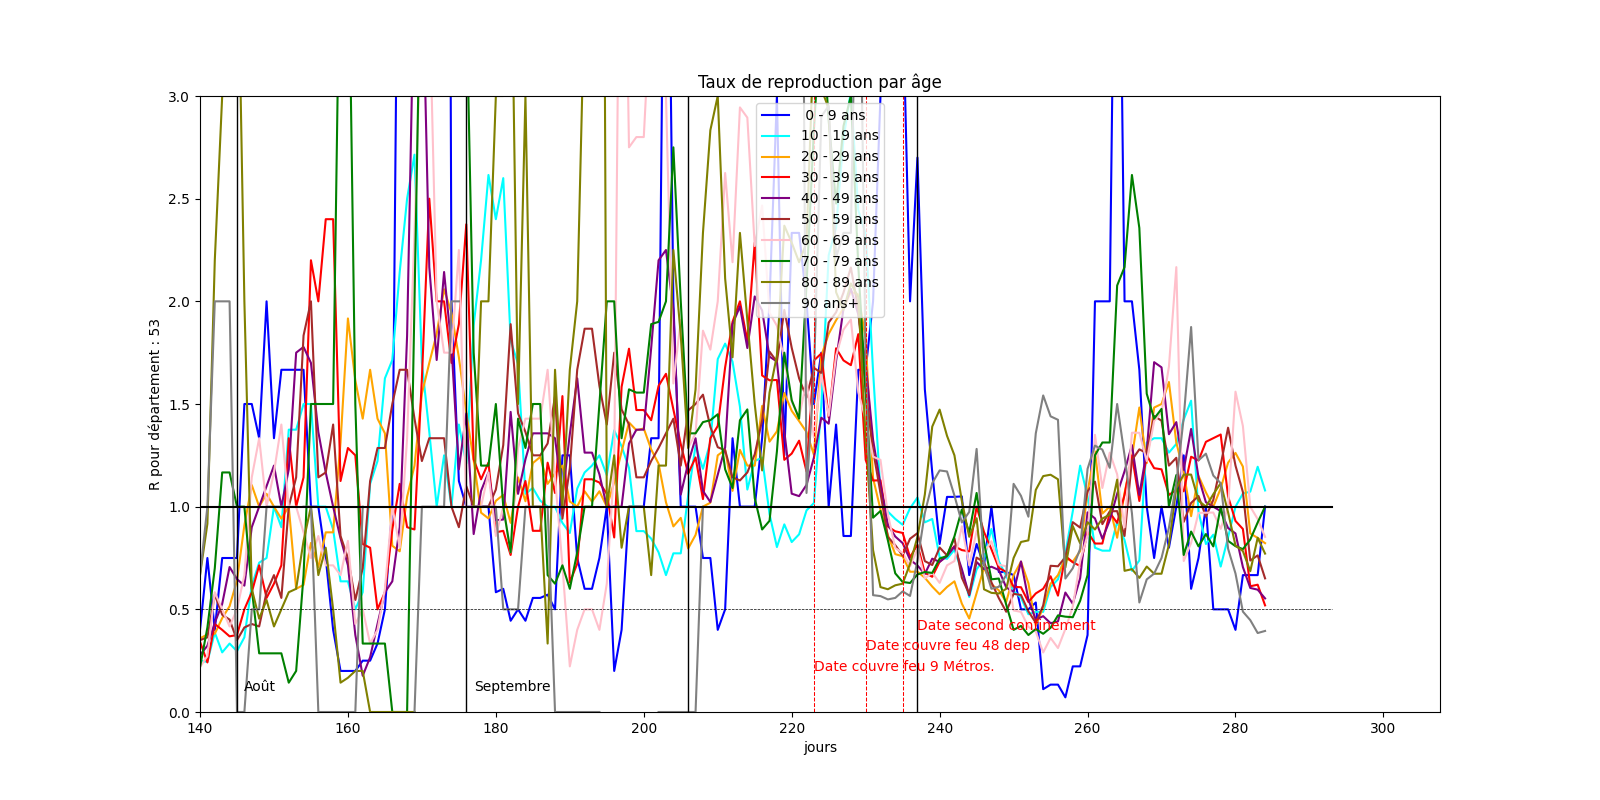 Taux de reproduction par âge
R pour département : 53
3.0
2.5
2.0
1.5
1.0
0.5
0.0
0 - 9 ans
10 - 19 ans
20 - 29 ans
30 - 39 ans
40 - 49 ans
50 - 59 ans
60 - 69 ans
70 - 79 ans
80 - 89 ans
90 ans+
Date second confinement
Date couvre feu 48 dep
Date couvre feu 9 Métros.
Août
Septembre
140 160 180 200 220 240 260 280 300
jours